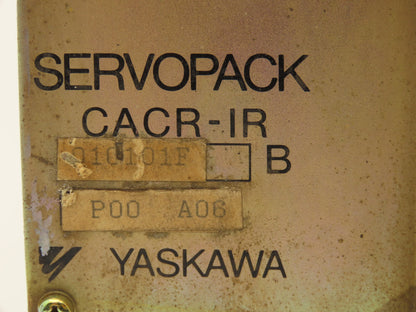 SERVOPACK
CACR-IR
010101F B
P00 A06
YASKAWA